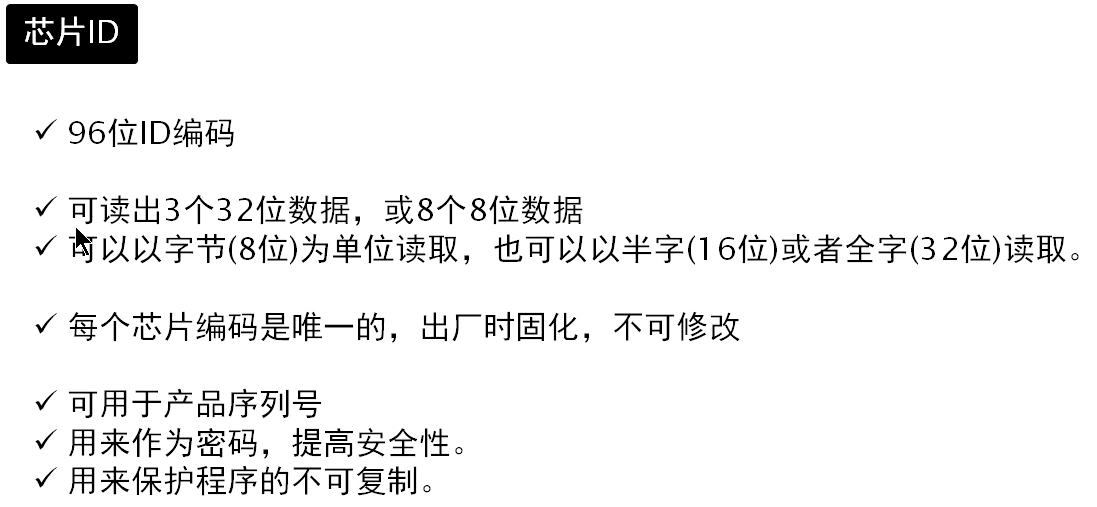 芯片ID
✓ 96位ID编码
✓ 可读出3个32位数据，或8个8位数据
✓ 可以以字节(8位)为单位读取，也可以以半字(16位)或者全字(32位)读取。
✓ 每个芯片编码是唯一的，出厂时固化，不可修改
✓ 可用于产品序列号
✓ 用来作为密码，提高安全性。
✓ 用来保护程序的不可复制。